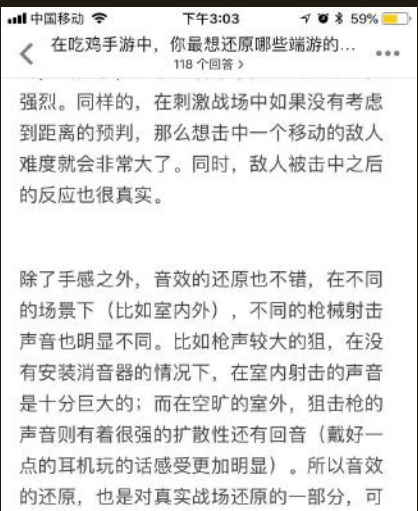 中国移动 下午3:03 59%
在吃鸡手游中，你最想还原哪些端游的...
118 个回答 >
强烈。同样的，在刺激战场中如果没有考虑
到距离的预判，那么想击中一个移动的敌人
难度就会非常大了。同时，敌人被击中之后
的反应也很真实。
除了手感之外，音效的还原也不错，在不同
的场景下（比如室内外），不同的枪械射击
声音也明显不同。比如枪声较大的狙，在没
有安装消音器的情况下，在室内射击的声音
是十分巨大的；而在空旷的室外，狙击枪的
声音则有着很强的扩散性还有回音（戴好一
点的耳机玩的话感受更加明显）。所以音效
的还原，也是对真实战场还原的一部分，可